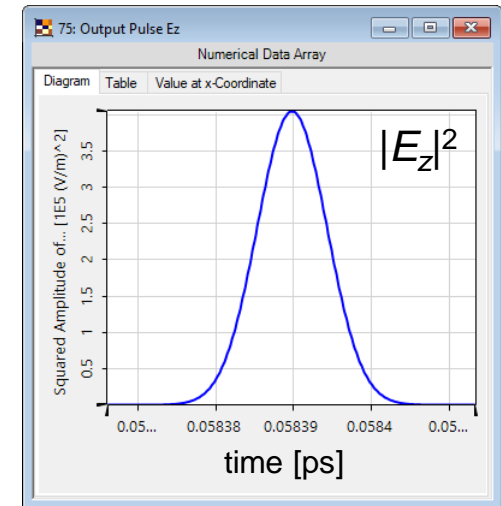 75: Output Pulse Ez
Numerical Data Array
Diagram Table Value at x-Coordinate
|E_z|²
Squared Amplitude of... [1E5 (V/m)^2]
3.5
3
2.5
2
1.5
1
0.5
0.05... 0.05838 0.05839 0.0584 0.05...
time [ps]